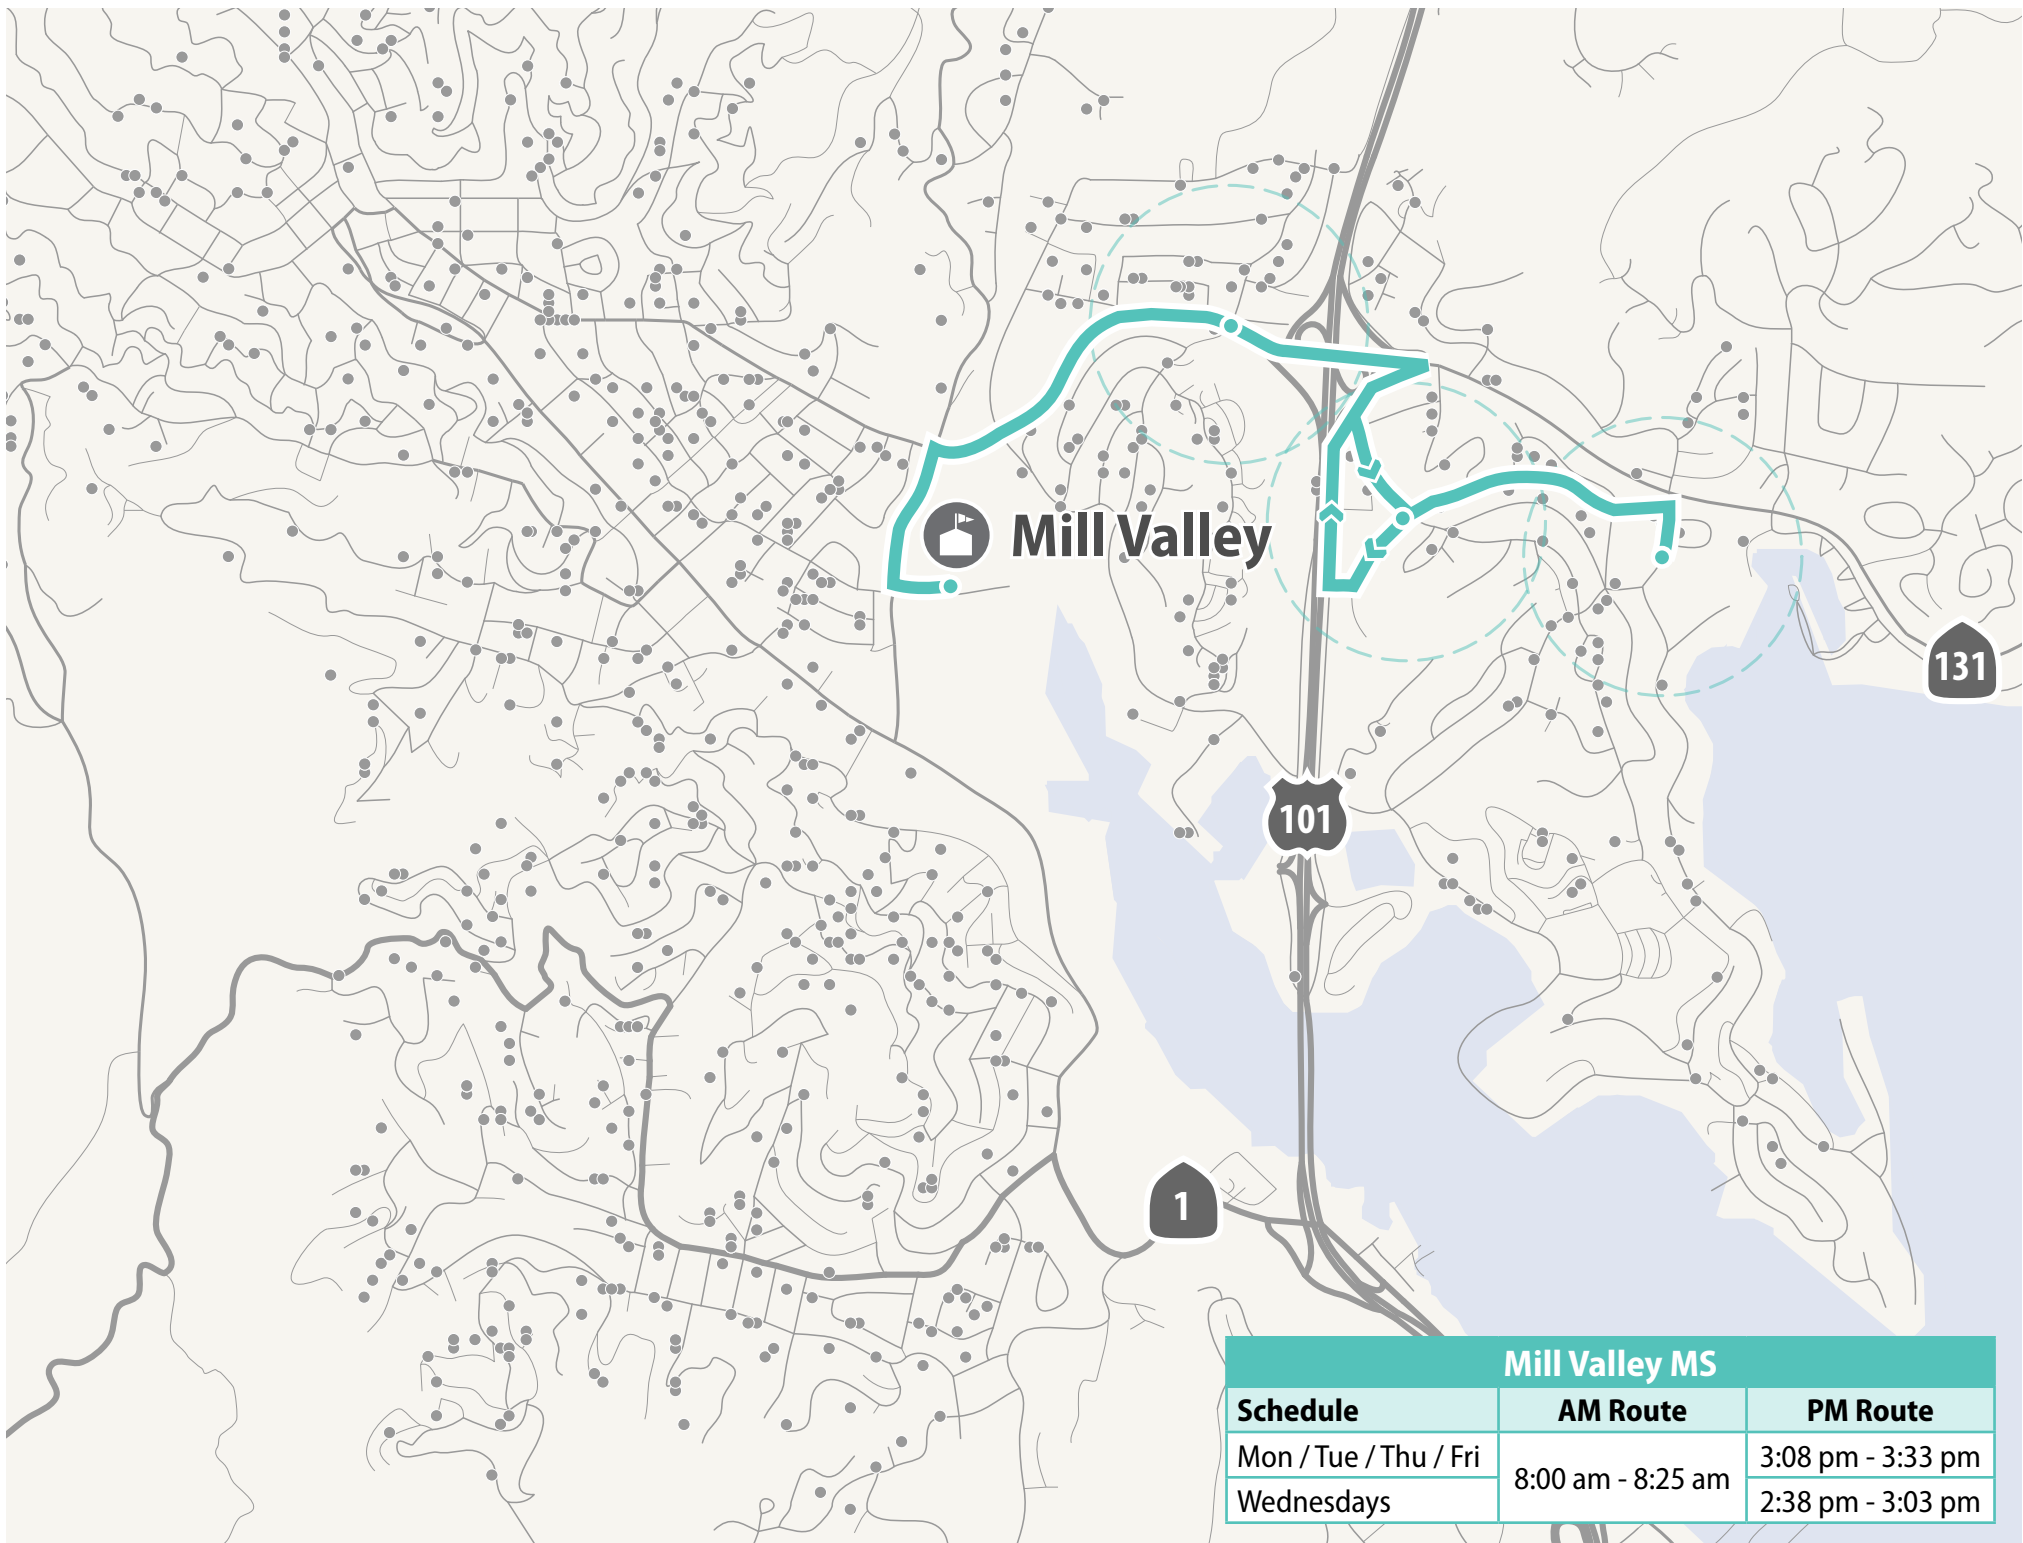 Mill Valley
131
101
1
Mill Valley MS
Schedule AM Route PM Route
Mon / Tue / Thu / Fri 8:00 am - 8:25 am 3:08 pm - 3:33 pm
Wednesdays 2:38 pm - 3:03 pm